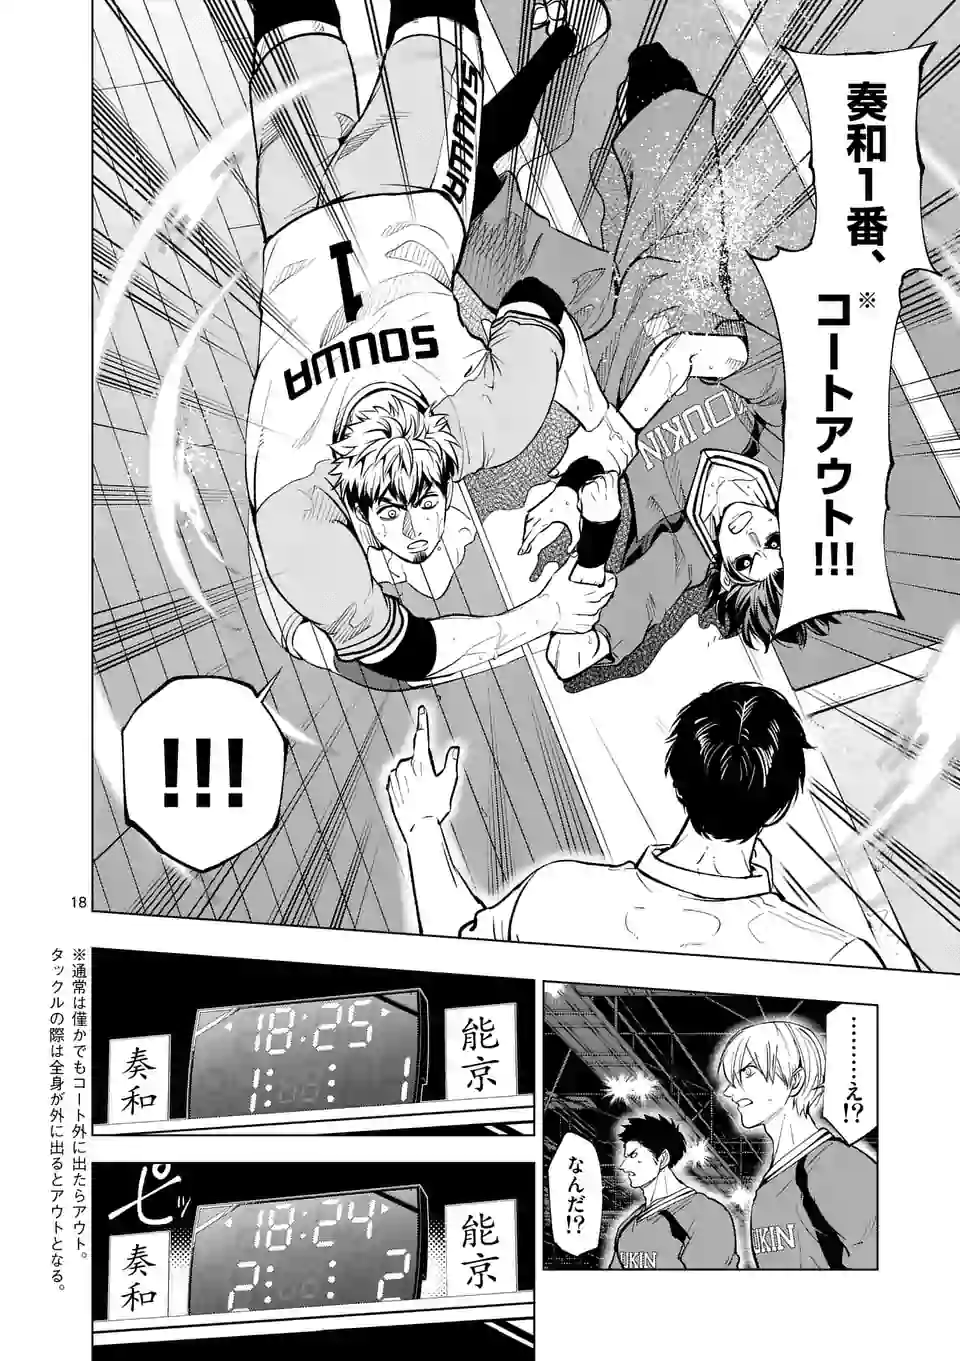 奏和1番、
※コートアウト!!!
SOUWA
1
SOUWA
NOUKIN
!!!
18
※通常は僅かでもコート外に出たらアウト。
タックルの際は全身が外に出るとアウトとなる。
………え!?
なんだ!?
UKIN
UKIN
18:25
1
1
奏和
能京
ピッ
18:24
2
2
奏和
能京